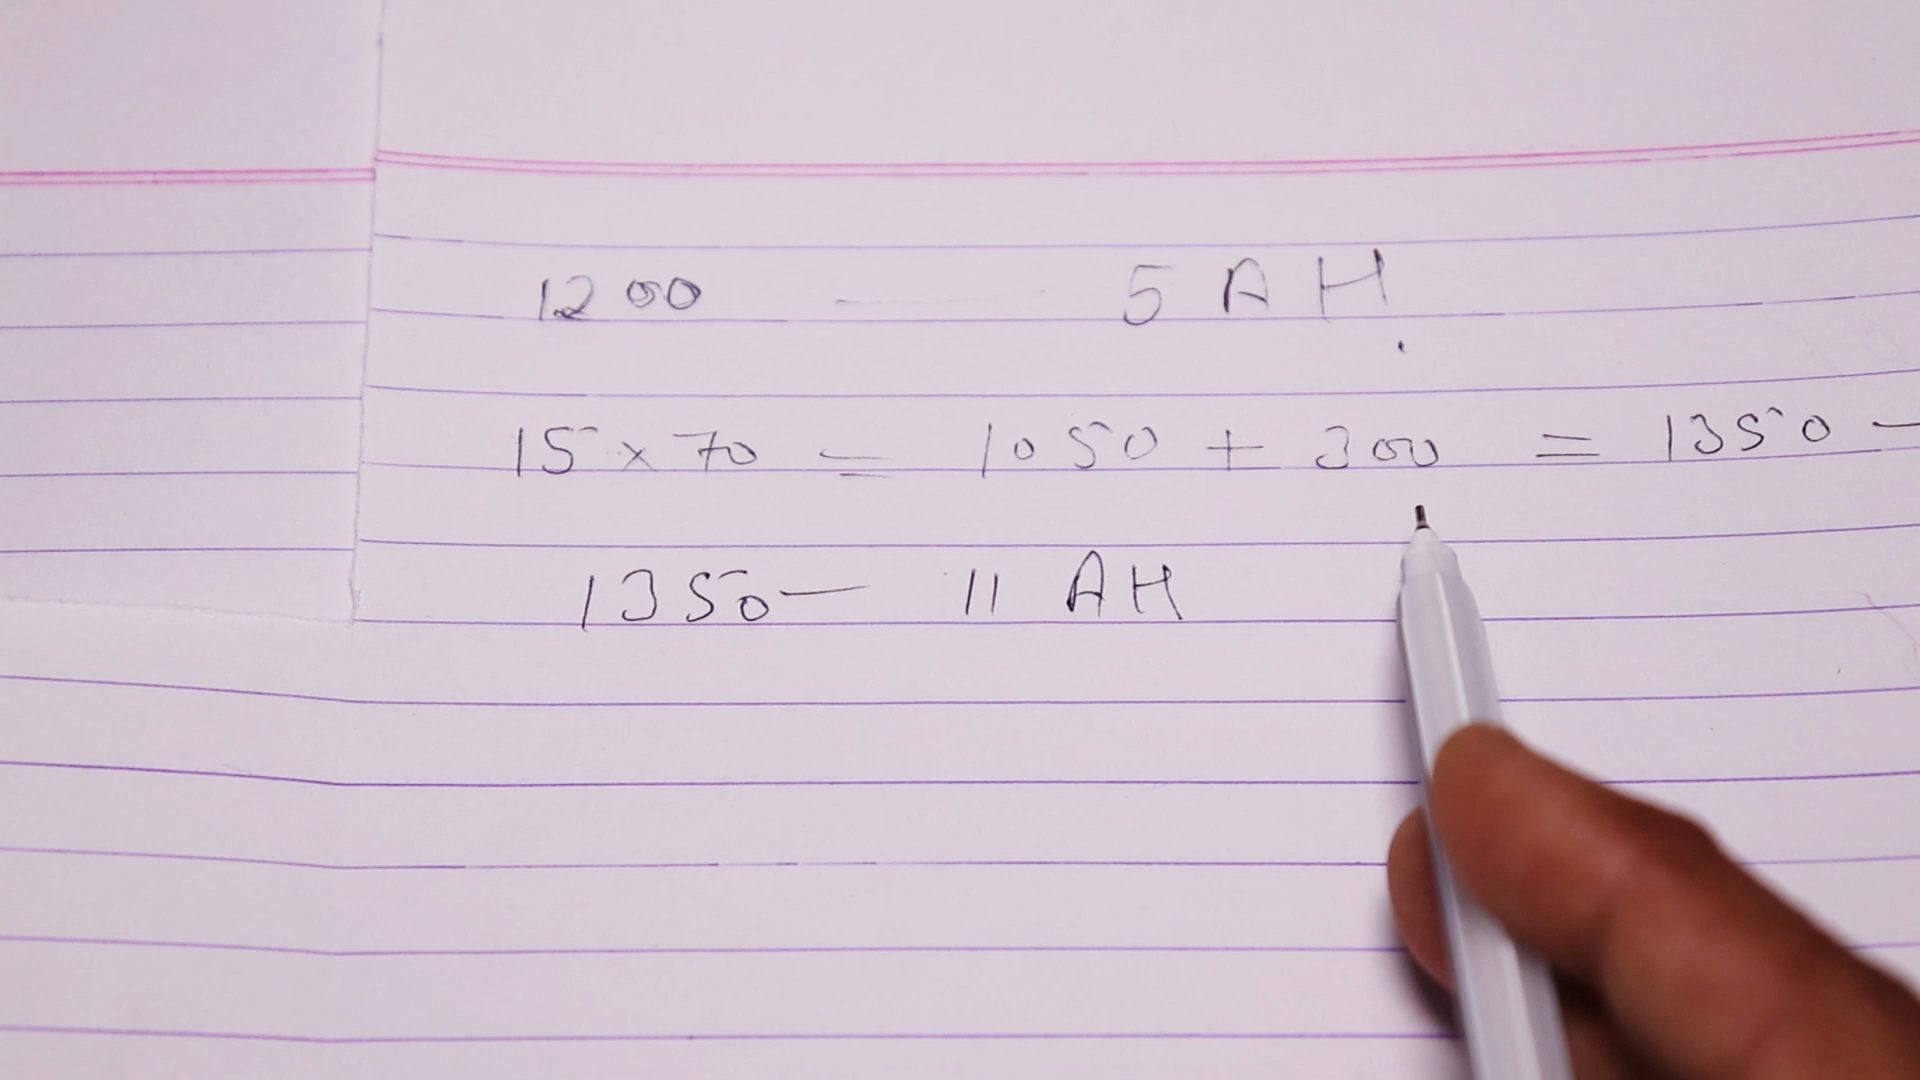 1200 — 5 AH.
15 x 70 = 1050 + 300 = 1350 —
1350 — 11 AH